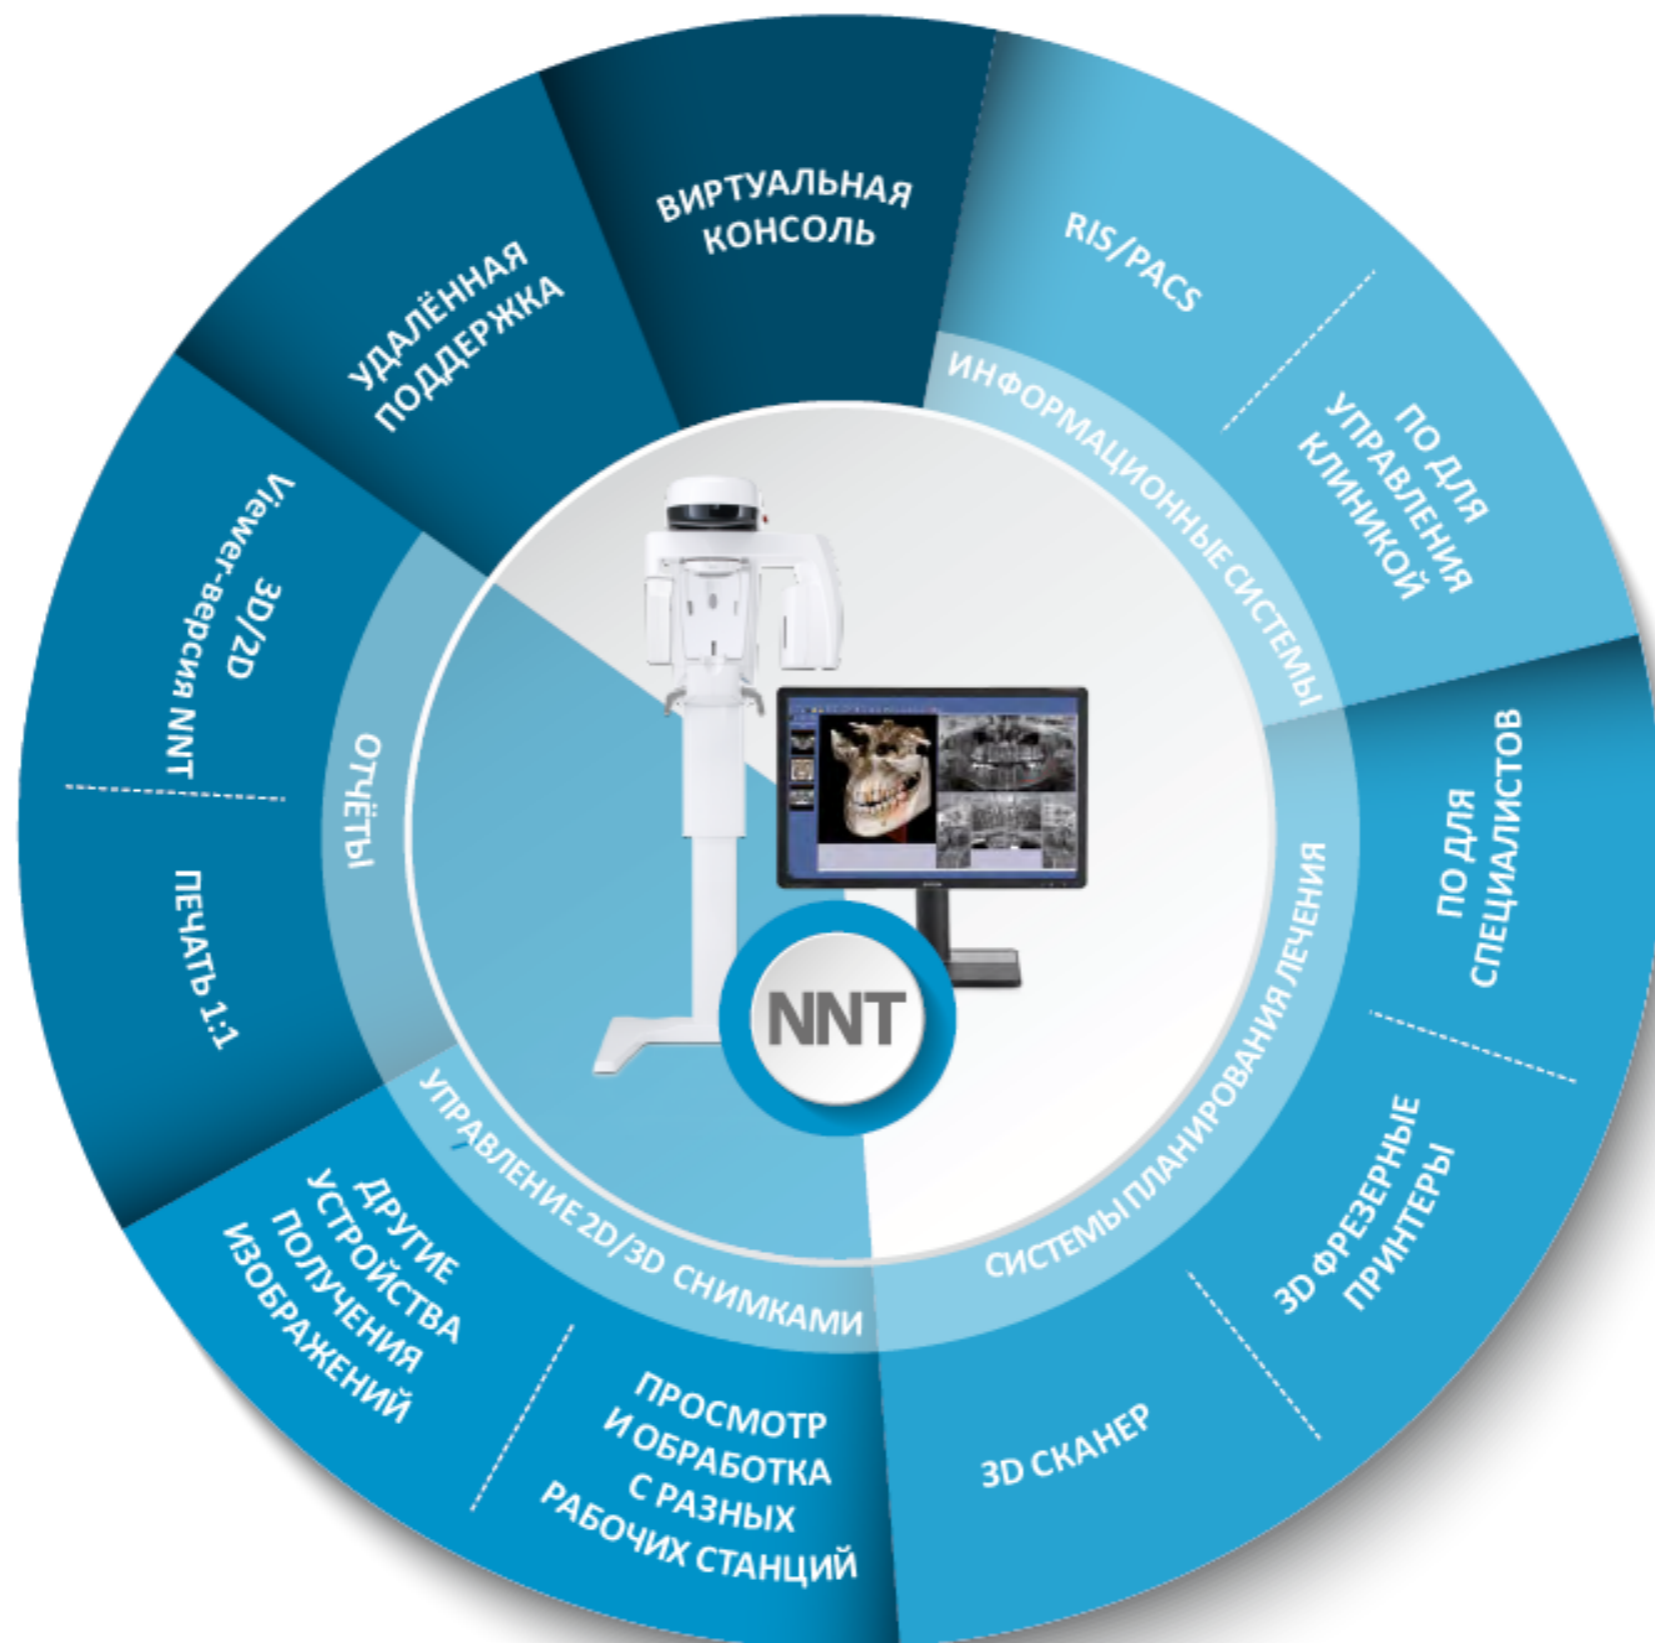 ВИРТУАЛЬНАЯ
КОНСОЛЬ
RIS/PACS
ПО ДЛЯ
УПРАВЛЕНИЯ
КЛИНИКОЙ
ИНФОРМАЦИОННЫЕ СИСТЕМЫ
ПО ДЛЯ
СПЕЦИАЛИСТОВ
3D ФРЕЗЕРНЫЕ
ПРИНТЕРЫ
3D СКАНЕР
СИСТЕМЫ ПЛАНИРОВАНИЯ ЛЕЧЕНИЯ
ПРОСМОТР
И ОБРАБОТКА
С РАЗНЫХ
РАБОЧИХ СТАНЦИЙ
ДРУГИЕ
УСТРОЙСТВА
ПОЛУЧЕНИЯ
ИЗОБРАЖЕНИЙ
УПРАВЛЕНИЕ 2D/3D СНИМКАМИ
ПЕЧАТЬ 1:1
3D/2D
Viewer-версия NNT
ОТЧЁТЫ
УДАЛЁННАЯ
ПОДДЕРЖКА
NNT